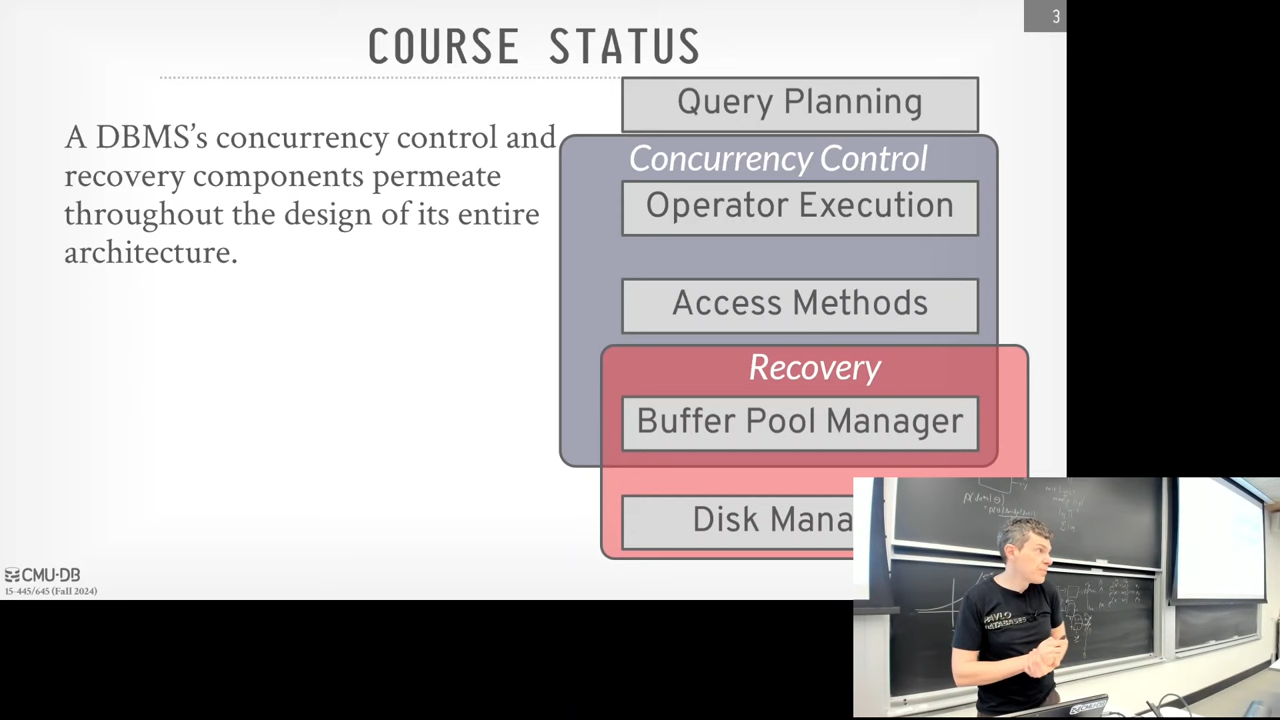 3
COURSE STATUS
A DBMS’s concurrency control and
recovery components permeate
throughout the design of its entire
architecture.
Query Planning
Concurrency Control
Operator Execution
Access Methods
Recovery
Buffer Pool Manager
Disk Mana
CMU·DB
15-445/645 (Fall 2024)
PAVLO
DATABASES